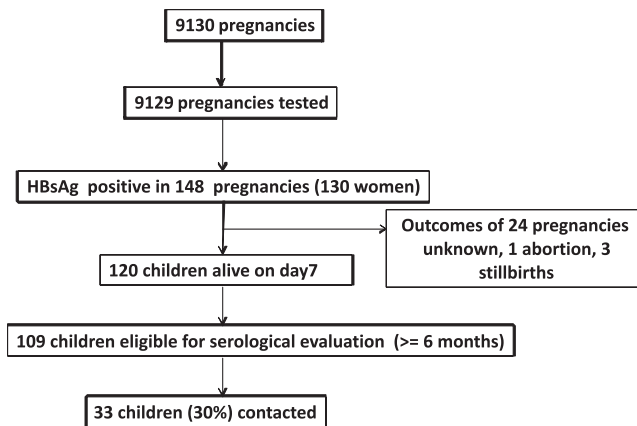 9130 pregnancies
9129 pregnancies tested
HBsAg positive in 148 pregnancies (130 women)
Outcomes of 24 pregnancies
unknown, 1 abortion, 3
stillbirths
120 children alive on day7
109 children eligible for serological evaluation (>= 6 months)
33 children (30%) contacted